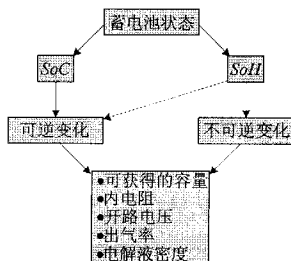 蓄电池状态
SoC
SoH
可逆变化
不可逆变化
●可获得的容量
●内电阻
●开路电压
●出气率
●电解液密度